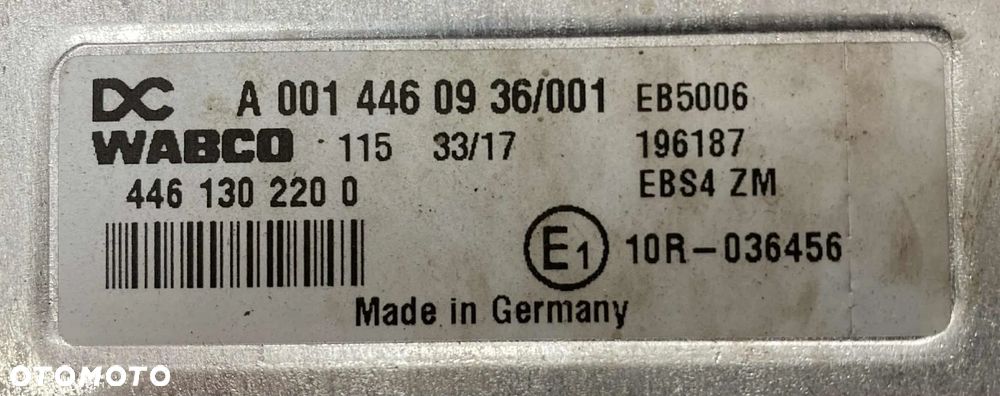 DC A 001 446 09 36/001 EB5006
WABCO 115 33/17 196187
446 130 220 0 EBS4 ZM
E1 10R-036456
Made in Germany
OTOMOTO